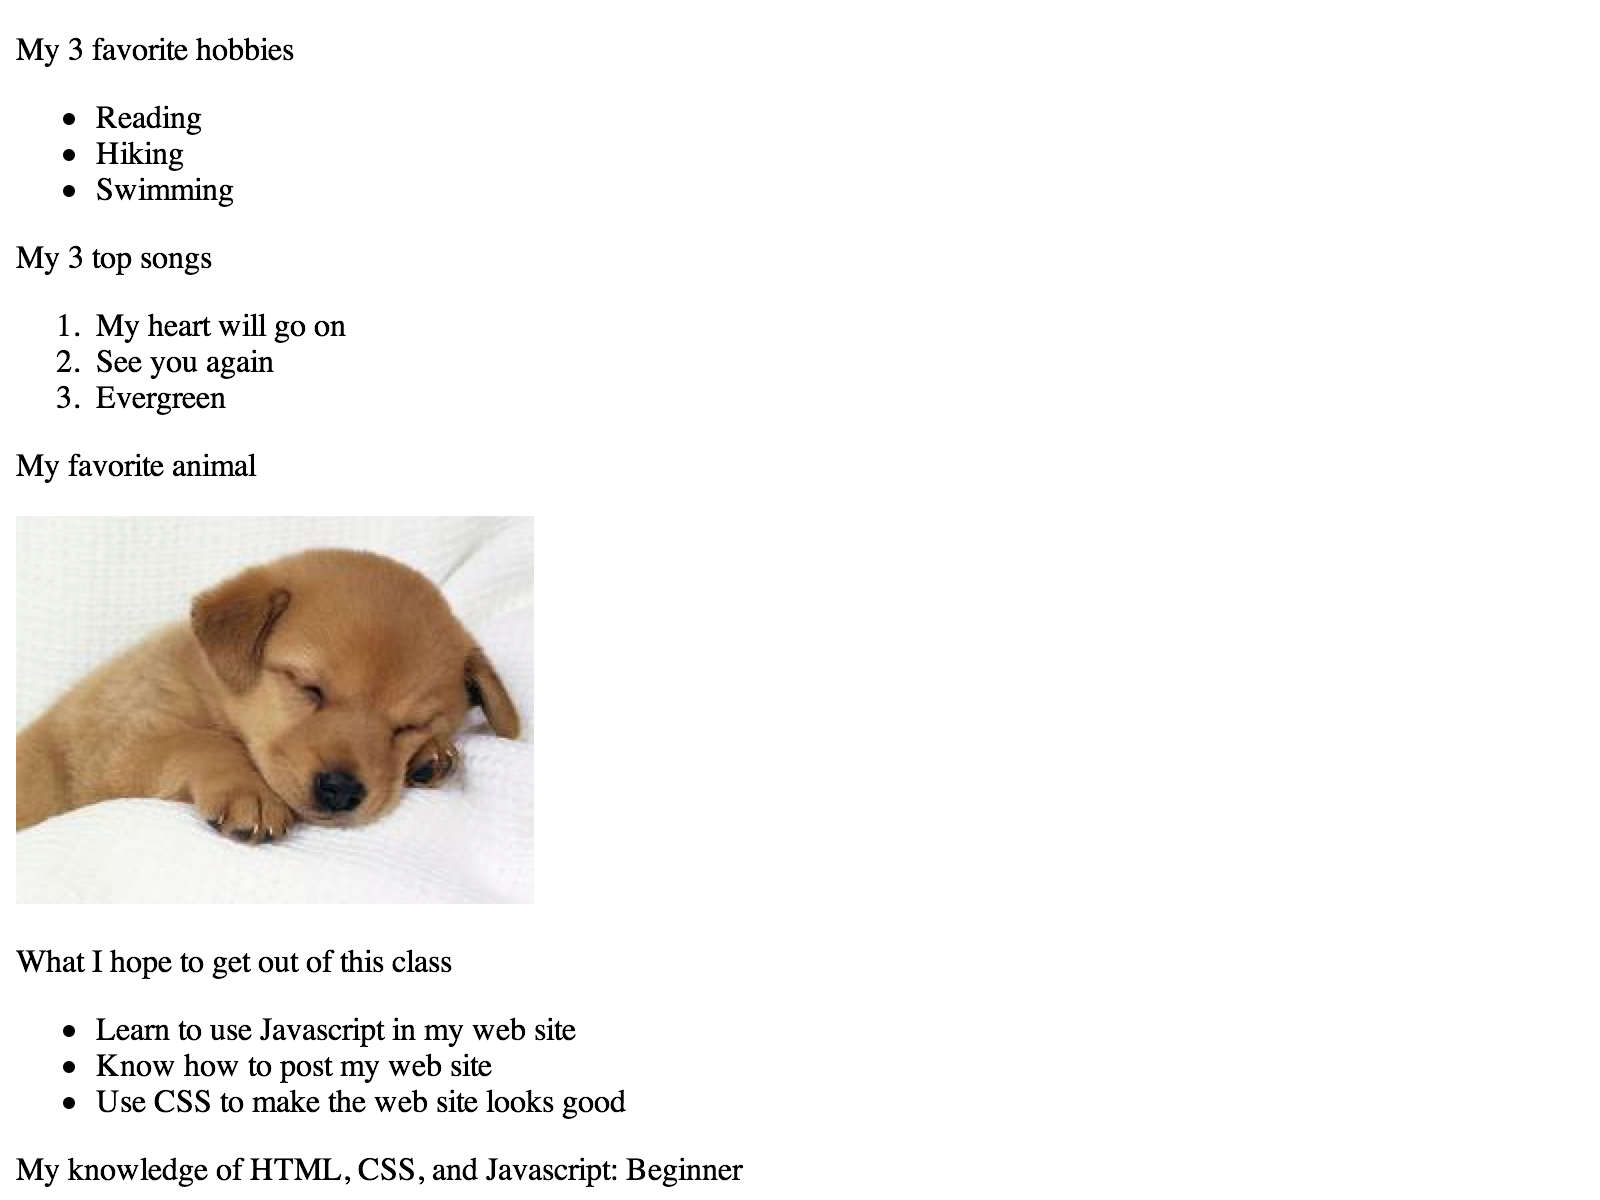 My 3 favorite hobbies
• Reading
• Hiking
• Swimming
My 3 top songs
1. My heart will go on
2. See you again
3. Evergreen
My favorite animal
What I hope to get out of this class
• Learn to use Javascript in my web site
• Know how to post my web site
• Use CSS to make the web site looks good
My knowledge of HTML, CSS, and Javascript: Beginner